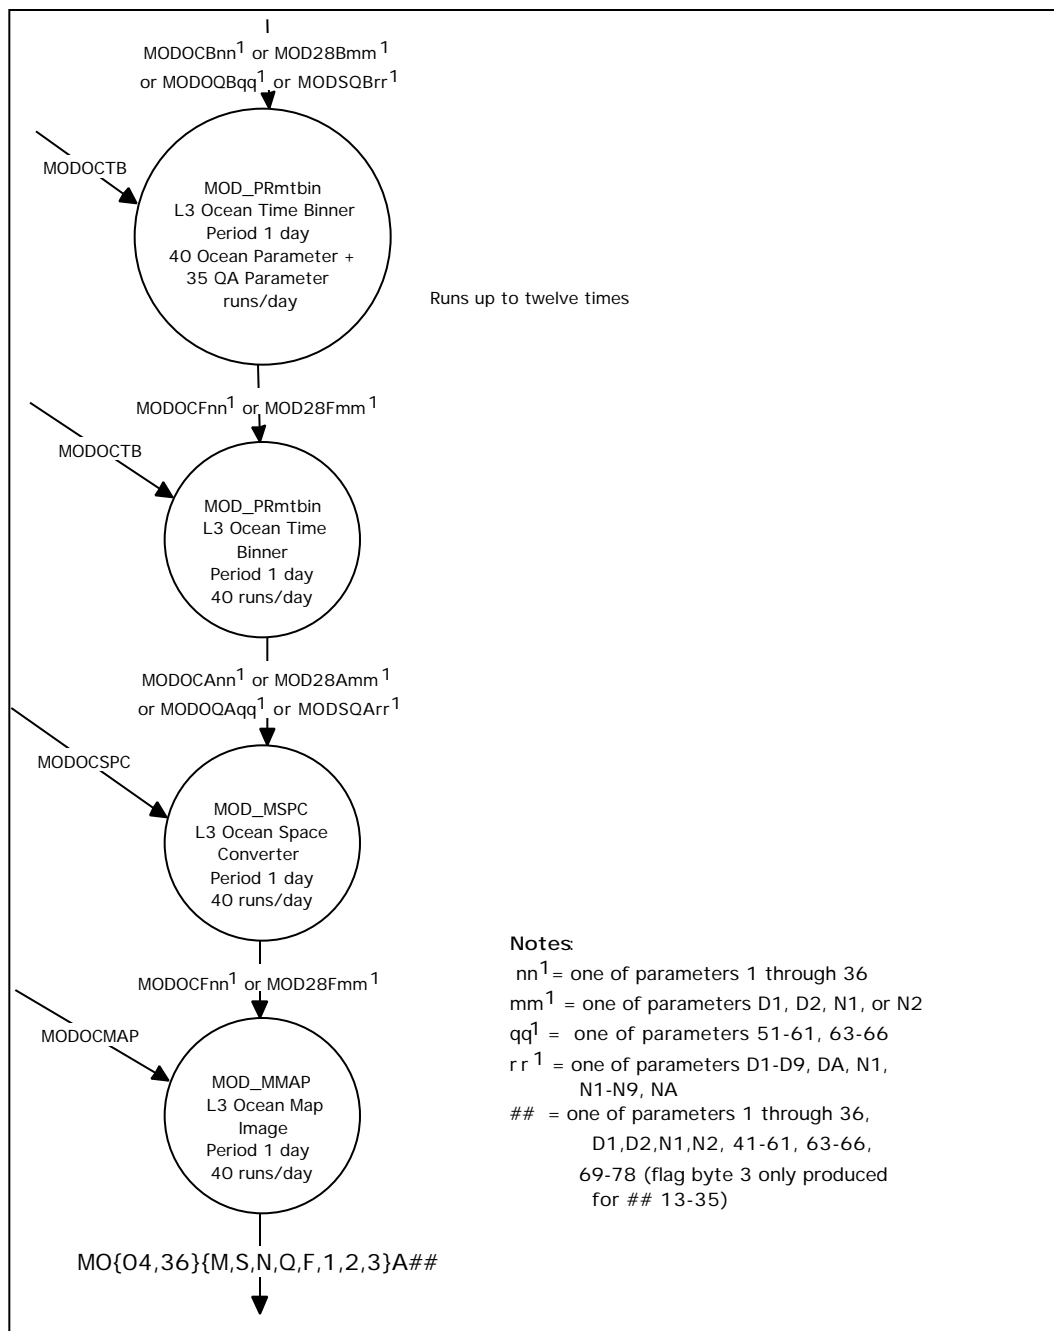 MODOCBnn1 or MOD28Bmm1
or MODOQBqq1 or MODSQBrr1
MODOCTB
MOD_PRmtbin
L3 Ocean Time Binner
Period 1 day
40 Ocean Parameter +
35 QA Parameter
runs/day
Runs up to twelve times
MODOCFnn1 or MOD28Fmm1
MODOCTB
MOD_PRmtbin
L3 Ocean Time
Binner
Period 1 day
40 runs/day
MODOCAnn1 or MOD28Amm1
or MODOQAqq1 or MODSQArr1
MODOCSPC
MOD_MSPC
L3 Ocean Space
Converter
Period 1 day
40 runs/day
MODOCFnn1 or MOD28Fmm1
MODOCMAP
MOD_MMAP
L3 Ocean Map
Image
Period 1 day
40 runs/day
MO{04,36}{M,S,N,Q,F,1,2,3}A##
Notes:
nn1 = one of parameters 1 through 36
mm1 = one of parameters D1, D2, N1, or N2
qq1 = one of parameters 51-61, 63-66
rr1 = one of parameters D1-D9, DA, N1,
N1-N9, NA
## = one of parameters 1 through 36,
D1,D2,N1,N2, 41-61, 63-66,
69-78 (flag byte 3 only produced
for ## 13-35)